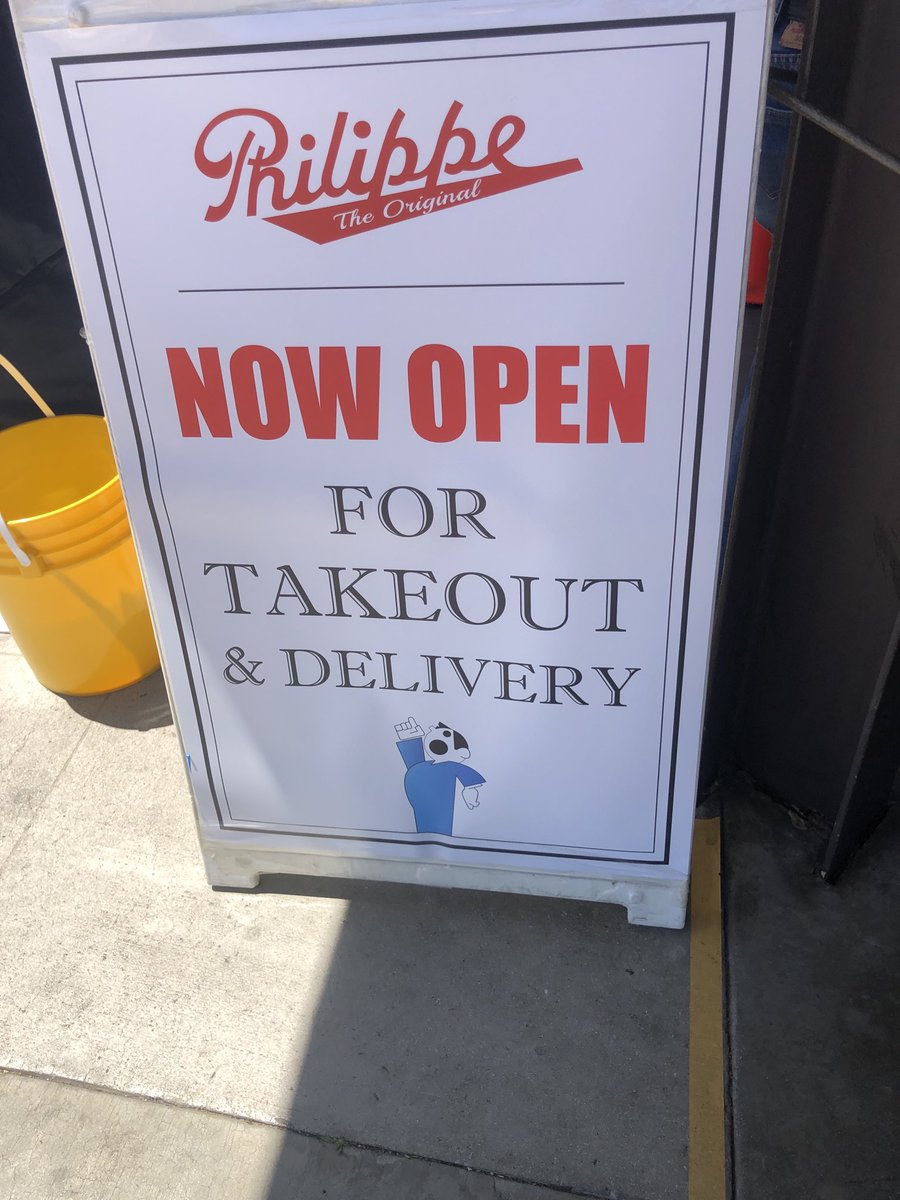 Philippe
The Original
NOW OPEN
FOR
TAKEOUT
& DELIVERY